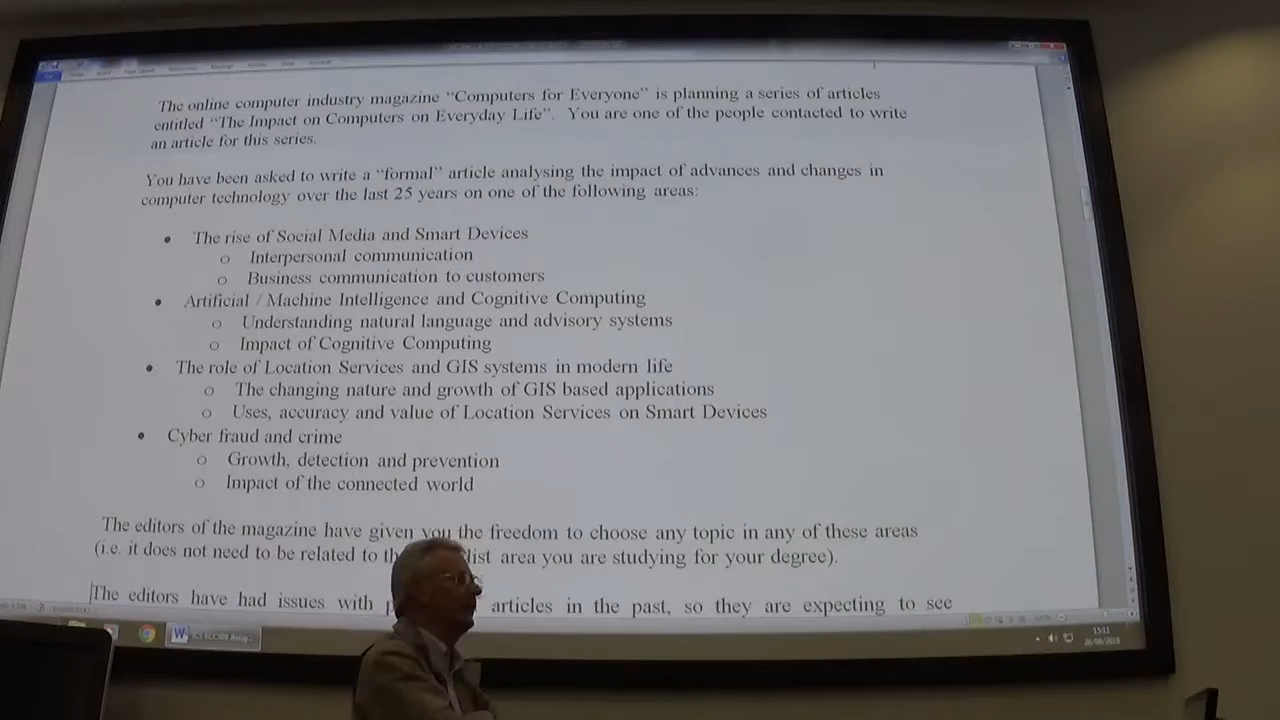 The online computer industry magazine “Computers for Everyone” is planning a series of articles
entitled “The Impact on Computers on Everyday Life”. You are one of the people contacted to write
an article for this series.
You have been asked to write a “formal” article analysing the impact of advances and changes in
computer technology over the last 25 years on one of the following areas:
• The rise of Social Media and Smart Devices
o Interpersonal communication
o Business communication to customers
• Artificial / Machine Intelligence and Cognitive Computing
o Understanding natural language and advisory systems
o Impact of Cognitive Computing
• The role of Location Services and GIS systems in modern life
o The changing nature and growth of GIS based applications
o Uses, accuracy and value of Location Services on Smart Devices
• Cyber fraud and crime
o Growth, detection and prevention
o Impact of the connected world
The editors of the magazine have given you the freedom to choose any topic in any of these areas
(i.e. it does not need to be related to list area you are studying for your degree).
The editors have had issues with articles in the past, so they are expecting to see
15:11